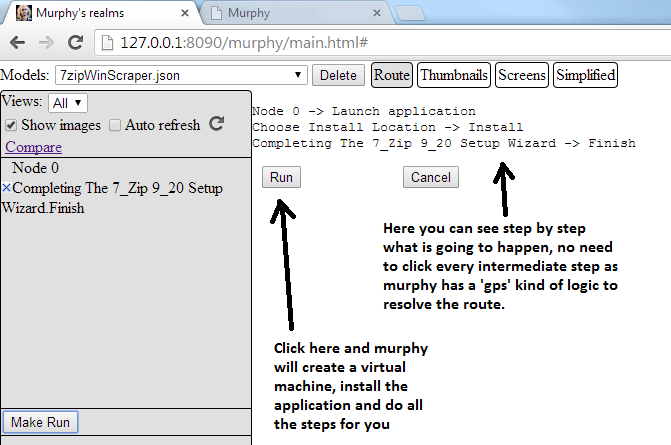 Murphy's realms
Murphy
127.0.0.1:8090/murphy/main.html#
Models: 7zipWinScraper.json Delete Route Thumbnails Screens Simplified
Views: All
Show images Auto refresh
Compare
Node 0
Completing The 7_Zip 9_20 Setup
Wizard.Finish
Make Run
Node 0 -> Launch application
Choose Install Location -> Install
Completing The 7_Zip 9_20 Setup Wizard -> Finish
Run Cancel
Here you can see step by step
what is going to happen, no need
to click every intermediate step as
murphy has a 'gps' kind of logic to
resolve the route.
Click here and murphy
will create a virtual
machine, install the
application and do all
the steps for you